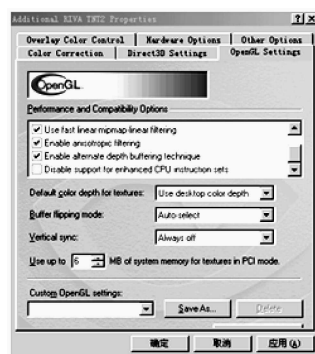 Additional RIVA TNT2 Properties
Overlay Color Control Hardware Options Other Options
Color Correction Direct3D Settings OpenGL Settings
OpenGL
Performance and Compatibility Options
Use fast linear-mipmap-linear filtering
Enable anisotropic filtering
Enable alternate depth buffering technique
Disable support for enhanced CPU instruction sets
Default color depth for textures: Use desktop color depth
Buffer flipping mode: Auto-select
Vertical sync: Always off
Use up to 6 MB of system memory for textures in PCI mode.
Custom OpenGL settings:
Save As... Delete
确定 取消 应用(A)